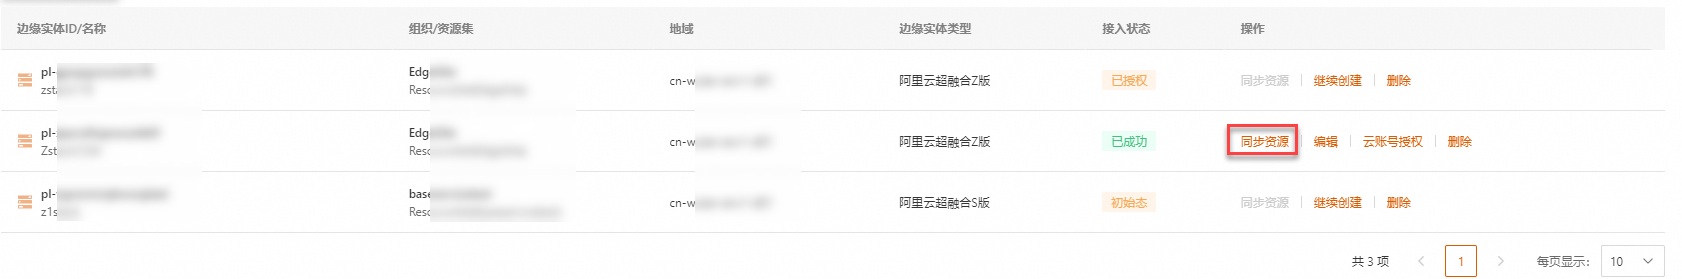 边缘实体ID/名称 组织/资源集 地域 边缘实体类型 接入状态 操作
pl- Edg cn-w 阿里云超融合Z版 已授权 同步资源 继续创建 删除
zst Reso
pl- Edg cn-w 阿里云超融合Z版 已成功 同步资源 编辑 云账号授权 删除
Zst Reso
pl- base cn-w 阿里云超融合S版 初始态 同步资源 继续创建 删除
z1s Reso
共 3 项 1 每页显示: 10